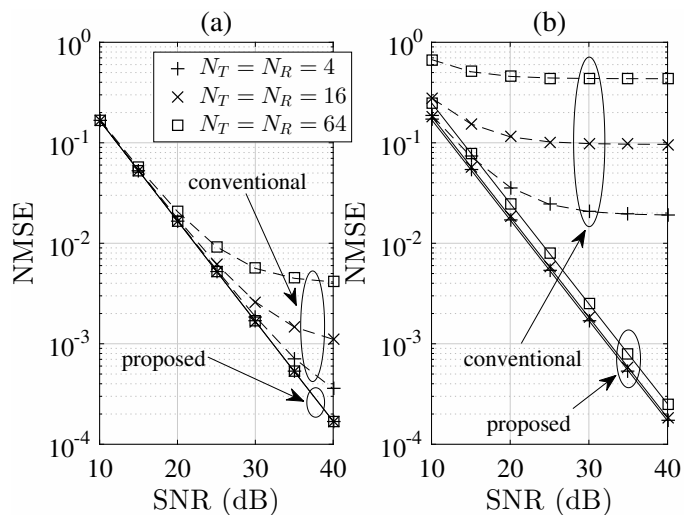 (a)
(b)
10^0
10^-1
10^-2
10^-3
10^-4
NMSE
10
20
30
40
SNR (dB)
N_T = N_R = 4
N_T = N_R = 16
N_T = N_R = 64
conventional
proposed
10^0
10^-1
10^-2
10^-3
10^-4
NMSE
10
20
30
40
SNR (dB)
conventional
proposed